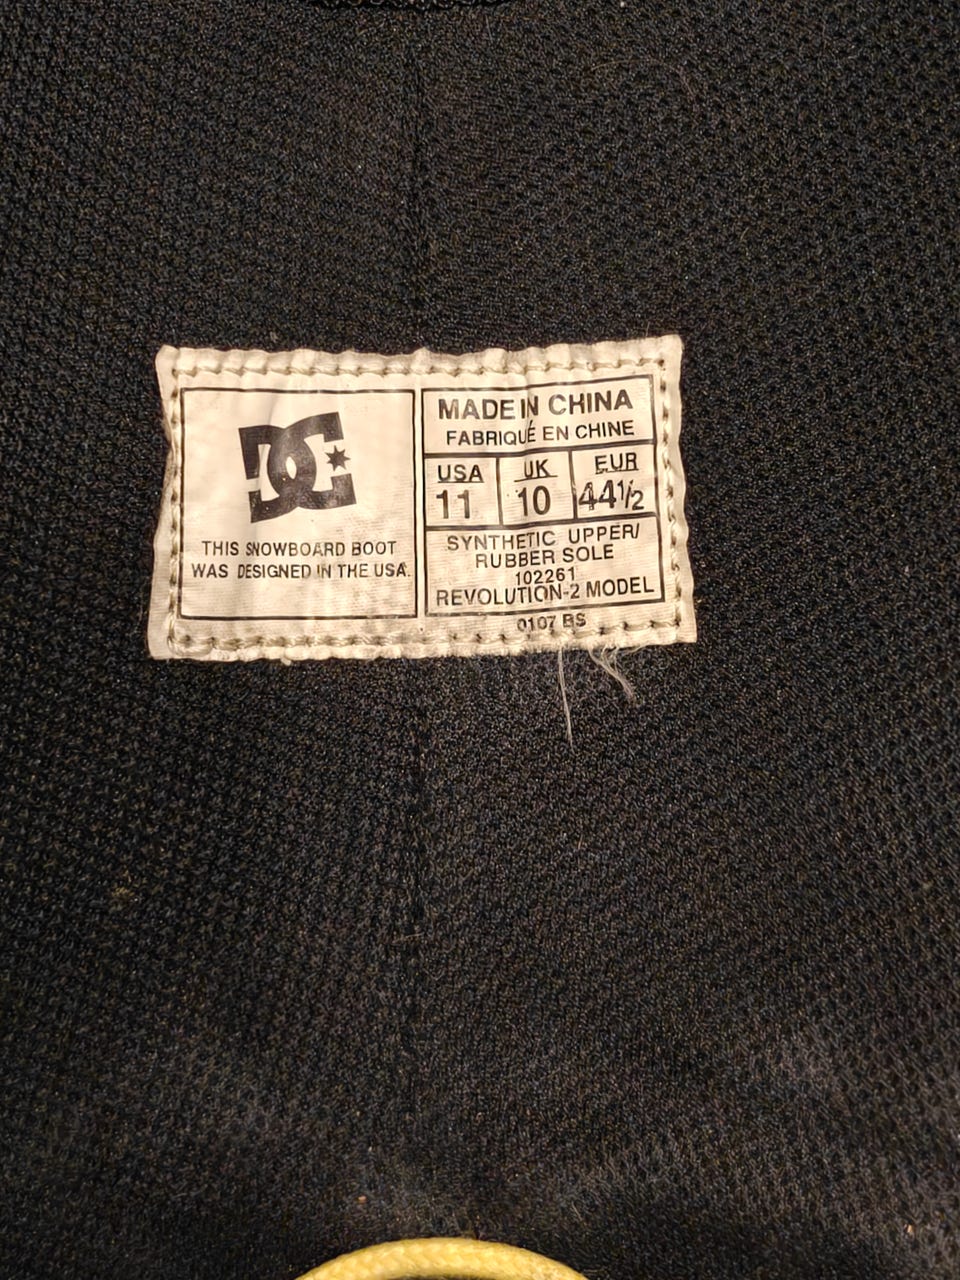 DC
THIS SNOWBOARD BOOT
WAS DESIGNED IN THE USA.
MADE IN CHINA
FABRIQUÉ EN CHINE
USA UK EUR
11 10 44½
SYNTHETIC UPPER/
RUBBER SOLE
102261
REVOLUTION-2 MODEL
0107 BS